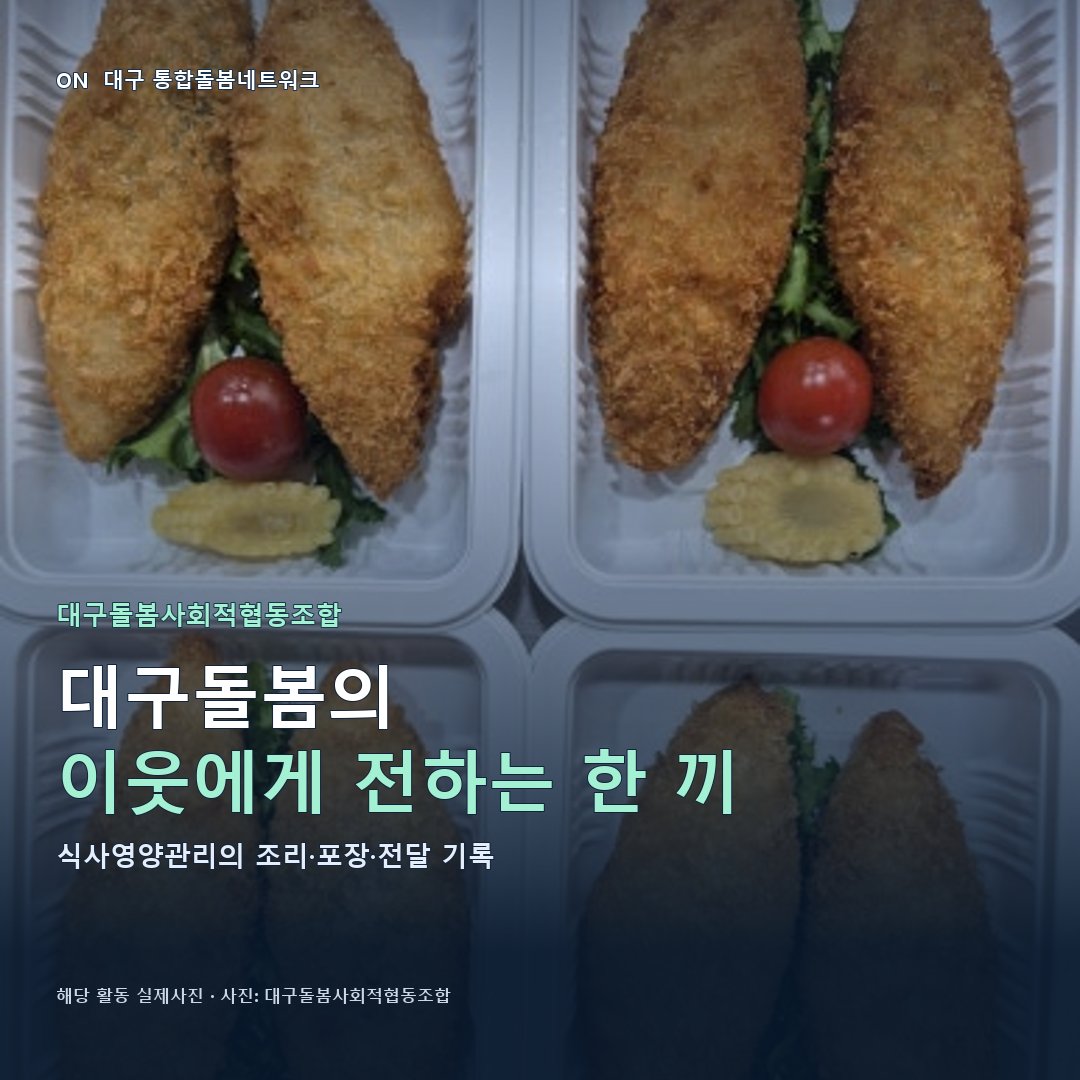 ON 대구 통합돌봄네트워크
대구돌봄사회적협동조합
대구돌봄의
이웃에게 전하는 한 끼
식사영양관리의 조리·포장·전달 기록
해당 활동 실제사진 · 사진: 대구돌봄사회적협동조합